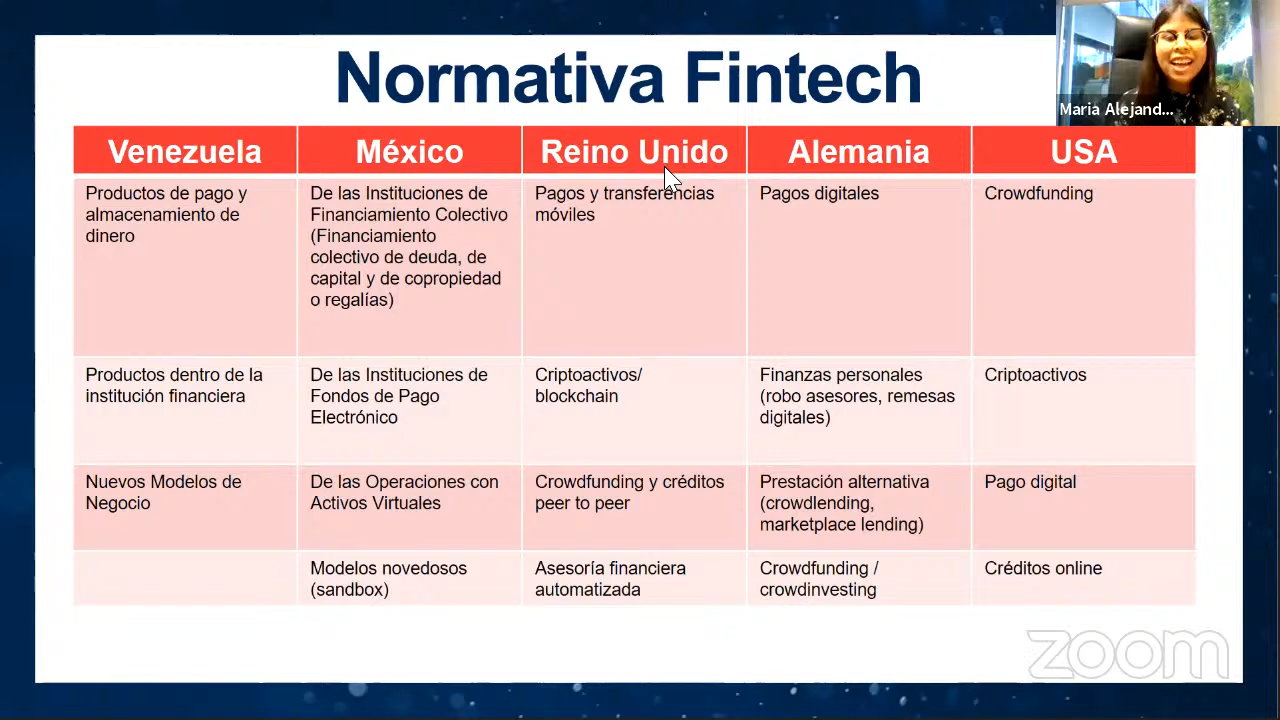 Normativa Fintech
Maria Alejand...
Venezuela
México
Reino Unido
Alemania
USA
Productos de pago y
almacenamiento de
dinero
De las Instituciones de
Financiamiento Colectivo
(Financiamiento
colectivo de deuda, de
capital y de copropiedad
o regalías)
Pagos y transferencias
móviles
Pagos digitales
Crowdfunding
Productos dentro de la
institución financiera
De las Instituciones de
Fondos de Pago
Electrónico
Criptoactivos/
blockchain
Finanzas personales
(robo asesores, remesas
digitales)
Criptoactivos
Nuevos Modelos de
Negocio
De las Operaciones con
Activos Virtuales
Crowdfunding y créditos
peer to peer
Prestación alternativa
(crowdlending,
marketplace lending)
Pago digital
Modelos novedosos
(sandbox)
Asesoría financiera
automatizada
Crowdfunding /
crowdinvesting
Créditos online
zoom